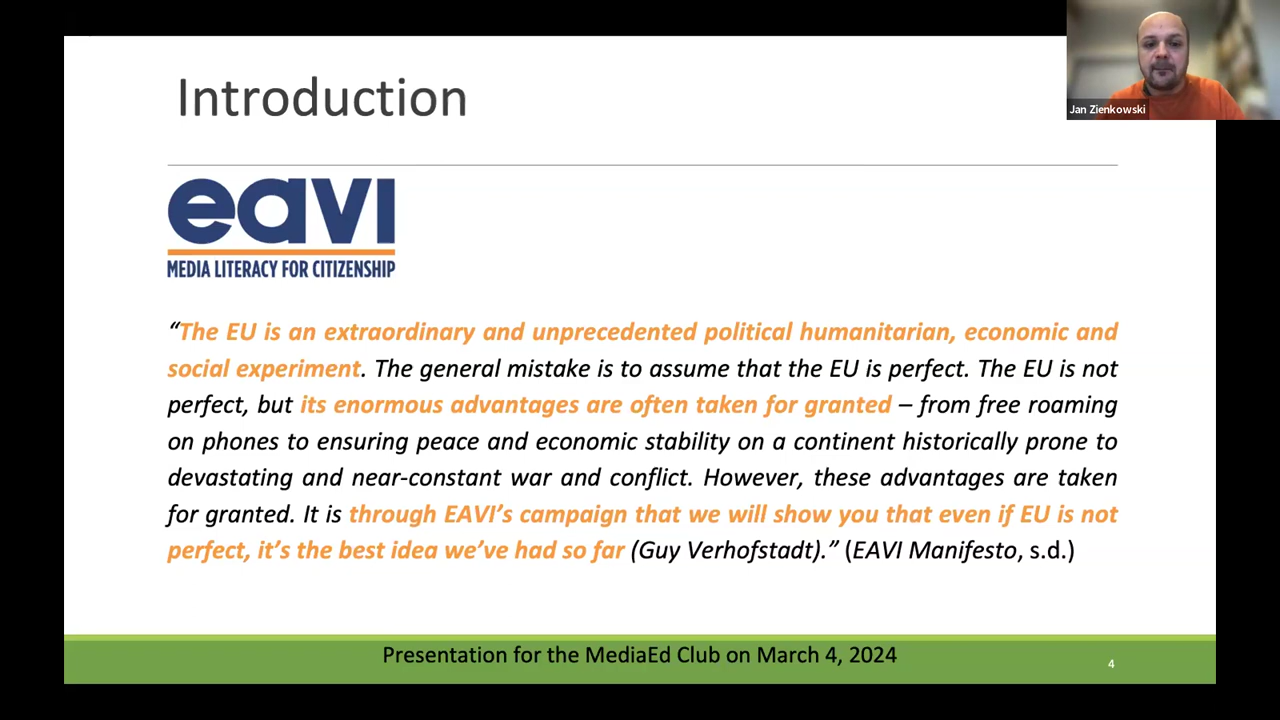 Introduction
Jan Zienkowski
eavi
MEDIA LITERACY FOR CITIZENSHIP
“The EU is an extraordinary and unprecedented political humanitarian, economic and
social experiment. The general mistake is to assume that the EU is perfect. The EU is not
perfect, but its enormous advantages are often taken for granted – from free roaming
on phones to ensuring peace and economic stability on a continent historically prone to
devastating and near-constant war and conflict. However, these advantages are taken
for granted. It is through EAVI’s campaign that we will show you that even if EU is not
perfect, it’s the best idea we’ve had so far (Guy Verhofstadt).” (EAVI Manifesto, s.d.)
Presentation for the MediaEd Club on March 4, 2024
4